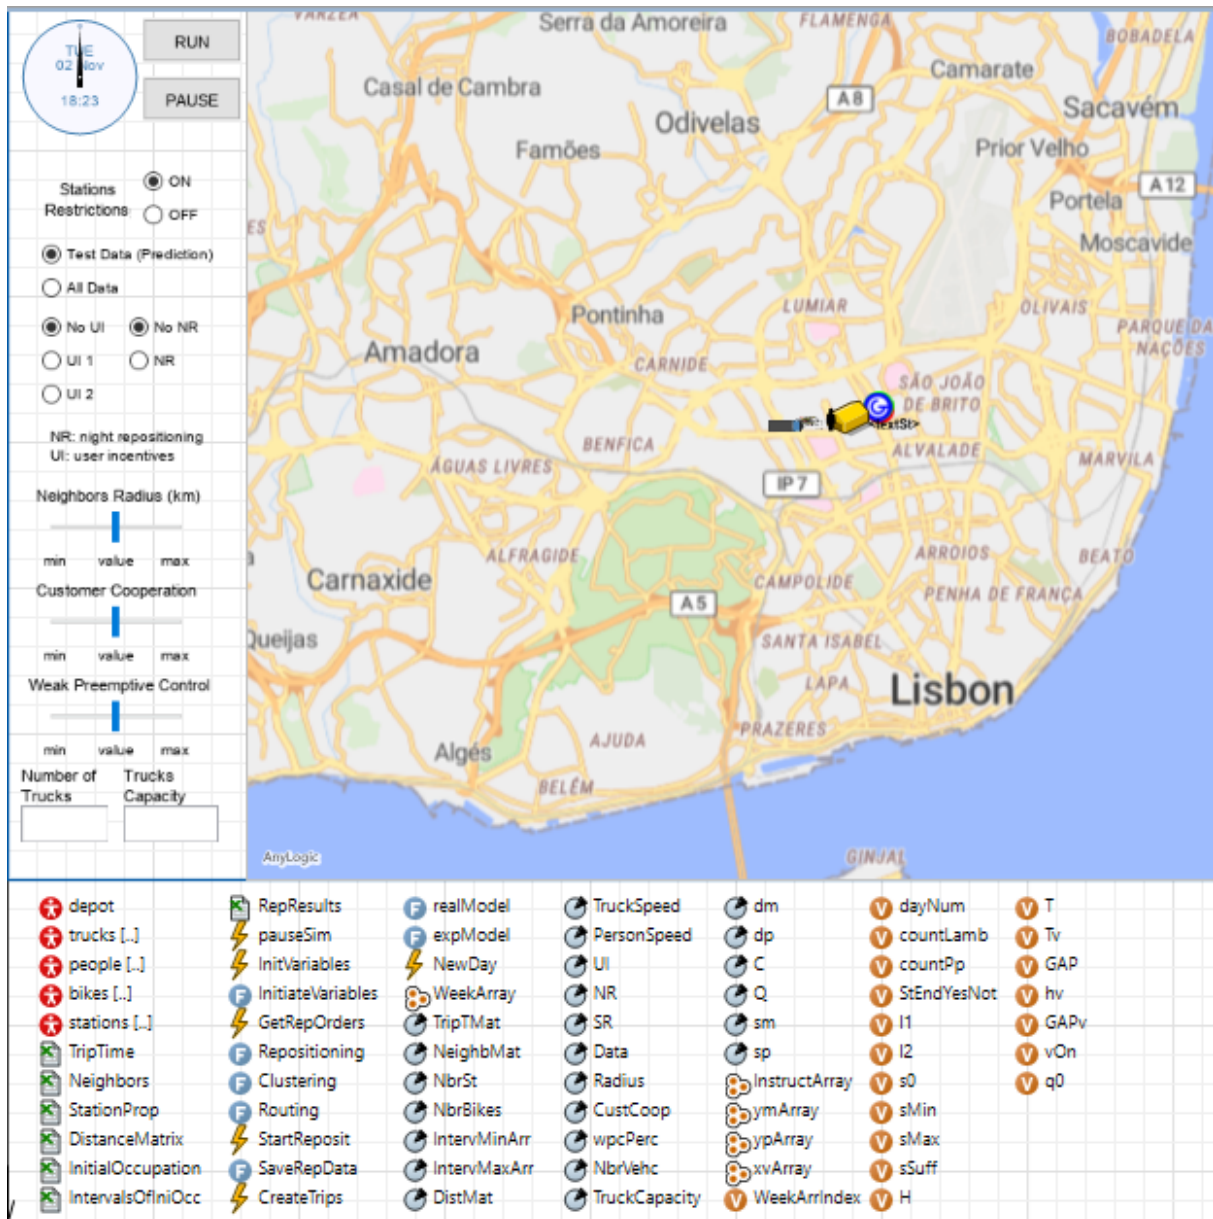 TUE
02 Nov
18:23
RUN
PAUSE
Stations
Restrictions
ON
OFF
Test Data (Prediction)
All Data
No UI
No NR
UI 1
NR
UI 2
NR: night repositioning
UI: user incentives
Neighbors Radius (km)
min value max
Customer Cooperation
min value max
Weak Preemptive Control
min value max
Number of
Trucks
Trucks
Capacity
VARZEA
Serra da Amoreira
FLAMENGA
BOBADELA
Casal de Cambra
Camarate
A 8
Odivelas
Sacavém
Famões
Prior Velho
A 12
Portela
ES
Moscavide
LUMIAR
OLIVAIS
Pontinha
PARQUE DA
NAÇÕES
Amadora
CARNIDE
SÃO JOÃO
DE BRITO
BENFICA
ALVALADE
ÁGUAS LIVRES
MARVILA
IP 7
ALFRAGIDE
ARROIOS
BEATO
Carnaxide
CAMPOLIDE
PENHA DE FRANÇA
A 5
Queijas
SANTA ISABEL
LAPA
Lisbon
PRAZERES
AJUDA
Algés
BELÉM
AnyLogic
GINJAL
depot
trucks [..]
people [..]
bikes [..]
stations [..]
TripTime
Neighbors
StationProp
DistanceMatrix
InitialOccupation
IntervalsOfIniOcc
RepResults
pauseSim
InitVariables
InitiateVariables
GetRepOrders
Repositioning
Clustering
Routing
StartReposit
SaveRepData
CreateTrips
realModel
expModel
NewDay
WeekArray
TripTMat
NeighbMat
NbrSt
NbrBikes
IntervMinArr
IntervMaxArr
DistMat
TruckSpeed
PersonSpeed
UI
NR
SR
Data
Radius
CustCoop
wpcPerc
NbrVehc
TruckCapacity
dm
dp
C
Q
sm
sp
InstructArray
ymArray
ypArray
xvArray
WeekArrIndex
dayNum
countLamb
countPp
StEndYesNot
I1
I2
s0
sMin
sMax
sSuff
H
T
Tv
GAP
hv
GAPv
vOn
q0